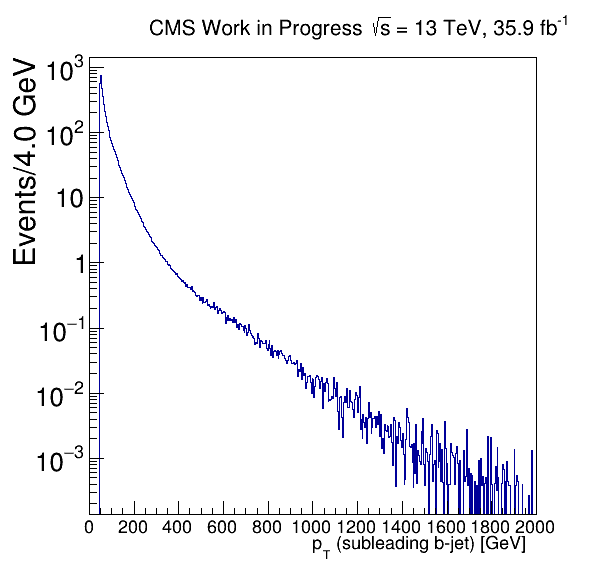 CMS Work in Progress √s = 13 TeV, 35.9 fb⁻¹
Events/4.0 GeV
10³
10²
10
1
10⁻¹
10⁻²
10⁻³
0 200 400 600 800 1000 1200 1400 1600 1800 2000
p_T (subleading b-jet) [GeV]